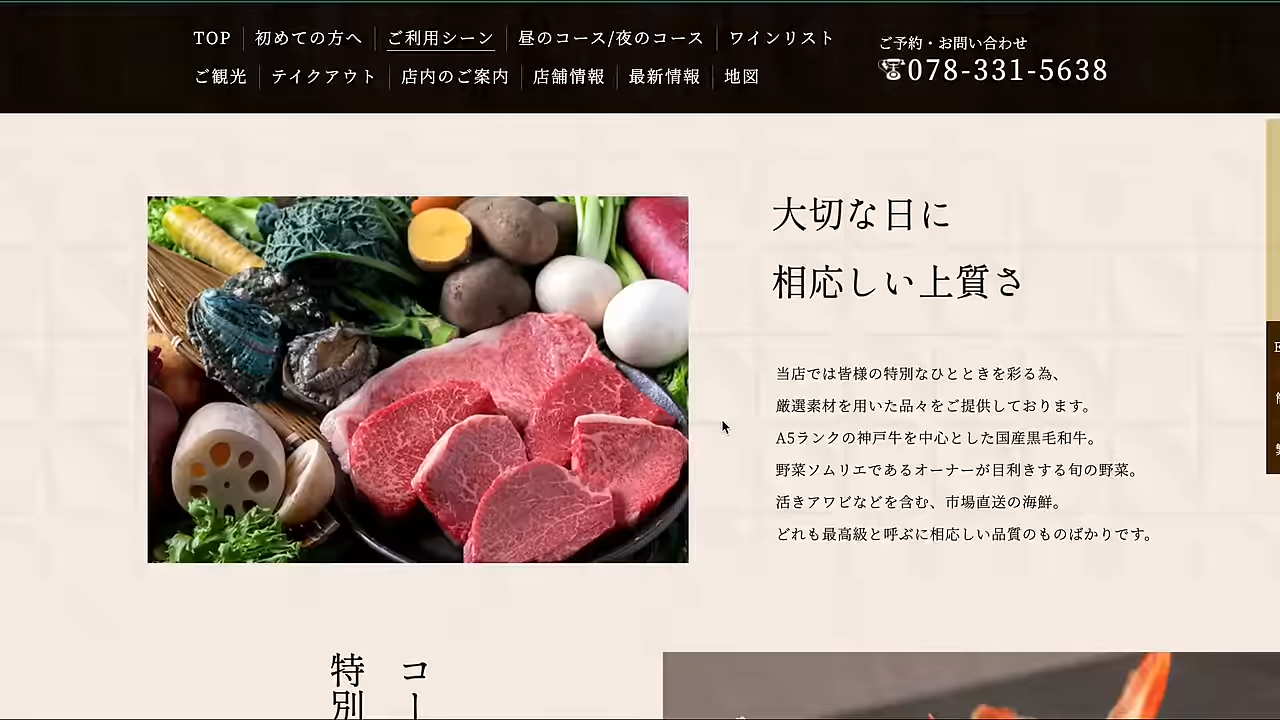 TOP 初めての方へ ご利用シーン 昼のコース/夜のコース ワインリスト
ご観光 テイクアウト 店内のご案内 店舗情報 最新情報 地図
ご予約・お問い合わせ
078-331-5638
大切な日に
相応しい上質さ
当店では皆様の特別なひとときを彩る為、
厳選素材を用いた品々をご提供しております。
A5ランクの神戸牛を中心とした国産黒毛和牛。
野菜ソムリエであるオーナーが目利きする旬の野菜。
活きアワビなどを含む、市場直送の海鮮。
どれも最高級と呼ぶに相応しい品質のものばかりです。
コー
特別